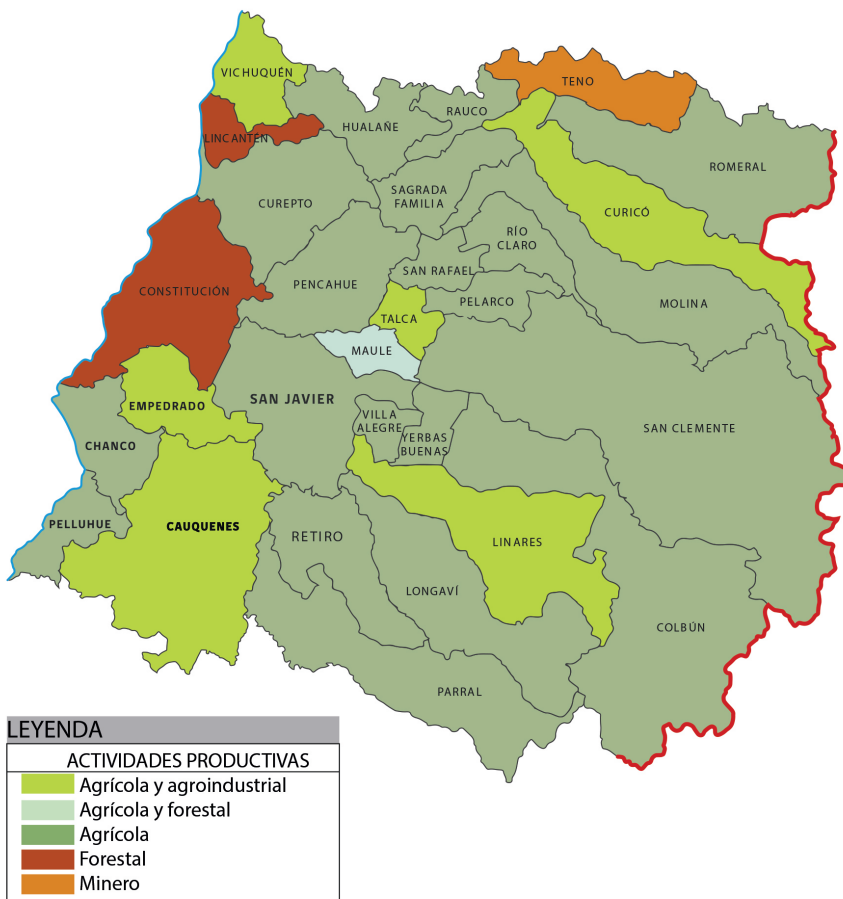 VICHUQUÉN
TENO
RAUCO
HUALAÑE
LINCANTÉN
ROMERAL
SAGRADA
FAMILIA
CUREPTO
CURICÓ
RÍO
CLARO
SAN RAFAEL
PENCAHUE
CONSTITUCIÓN
PELARCO
MOLINA
TALCA
MAULE
SAN JAVIER
EMPEDRADO
VILLA
ALEGRE
YERBAS
BUENAS
SAN CLEMENTE
CHANCO
PELLUHUE
CAUQUENES
RETIRO
LINARES
LONGAVÍ
COLBÚN
PARRAL
LEYENDA
ACTIVIDADES PRODUCTIVAS
Agrícola y agroindustrial
Agrícola y forestal
Agrícola
Forestal
Minero